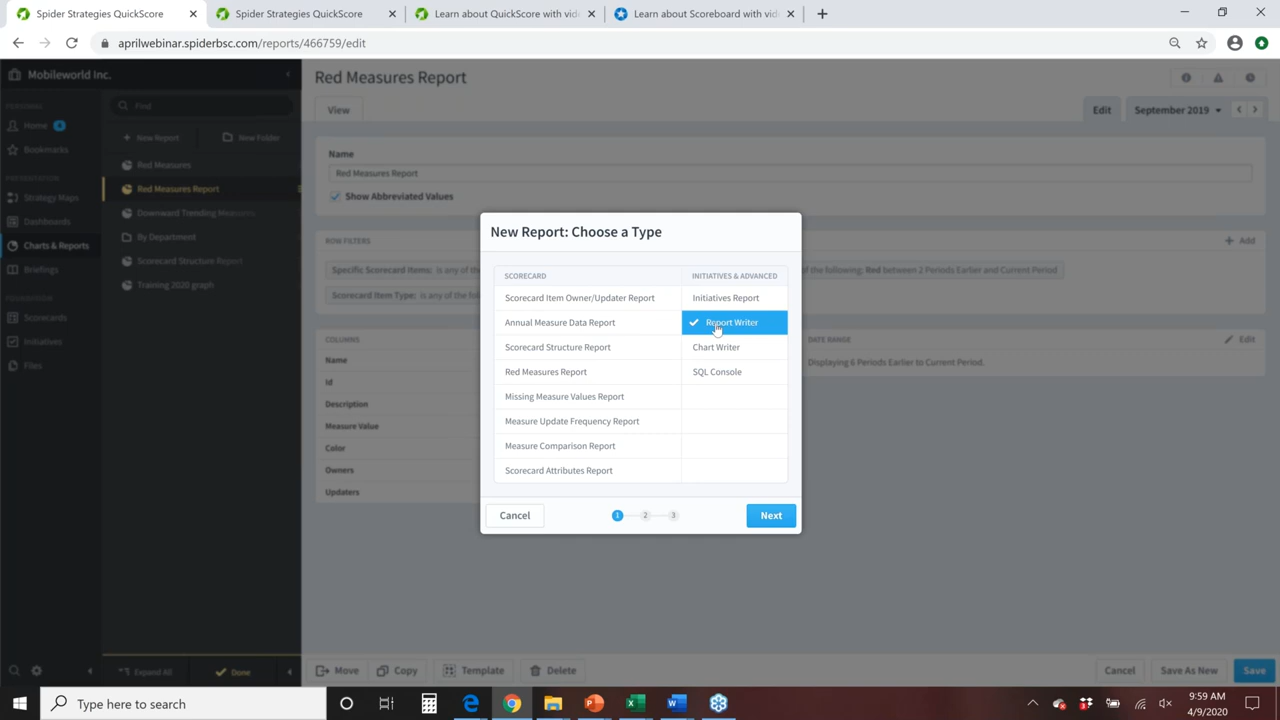 Spider Strategies QuickScore
Spider Strategies QuickScore
Learn about QuickScore with vid
Learn about Scoreboard with vid
aprilwebinar.spiderbsc.com/reports/466759/edit
Mobileworld Inc.
PERSONAL
Home
Bookmarks
PRESENTATION
Strategy Maps
Dashboards
Charts & Reports
Briefings
FOUNDATION
Scorecards
Initiatives
Files
Find
New Report
New Folder
Red Measures
Red Measures Report
Downward Trending Measures
By Department
Scorecard Structure Report
Training 2020 graph
Expand All
Done
Red Measures Report
View
Edit
September 2019
Name
Red Measures Report
Show Abbreviated Values
ROW FILTERS
Add
Specific Scorecard Items: is any of the
of the following: Red between 2 Periods Earlier and Current Period
Scorecard Item Type: is any of the foll
COLUMNS
Name
Id
Description
Measure Value
Color
Owners
Updaters
DATE RANGE
Edit
Displaying 6 Periods Earlier to Current Period.
New Report: Choose a Type
SCORECARD
INITIATIVES & ADVANCED
Scorecard Item Owner/Updater Report
Initiatives Report
Annual Measure Data Report
Report Writer
Scorecard Structure Report
Chart Writer
Red Measures Report
SQL Console
Missing Measure Values Report
Measure Update Frequency Report
Measure Comparison Report
Scorecard Attributes Report
Cancel
1
2
3
Next
Move
Copy
Template
Delete
Cancel
Save As New
Save
Type here to search
9:59 AM
4/9/2020